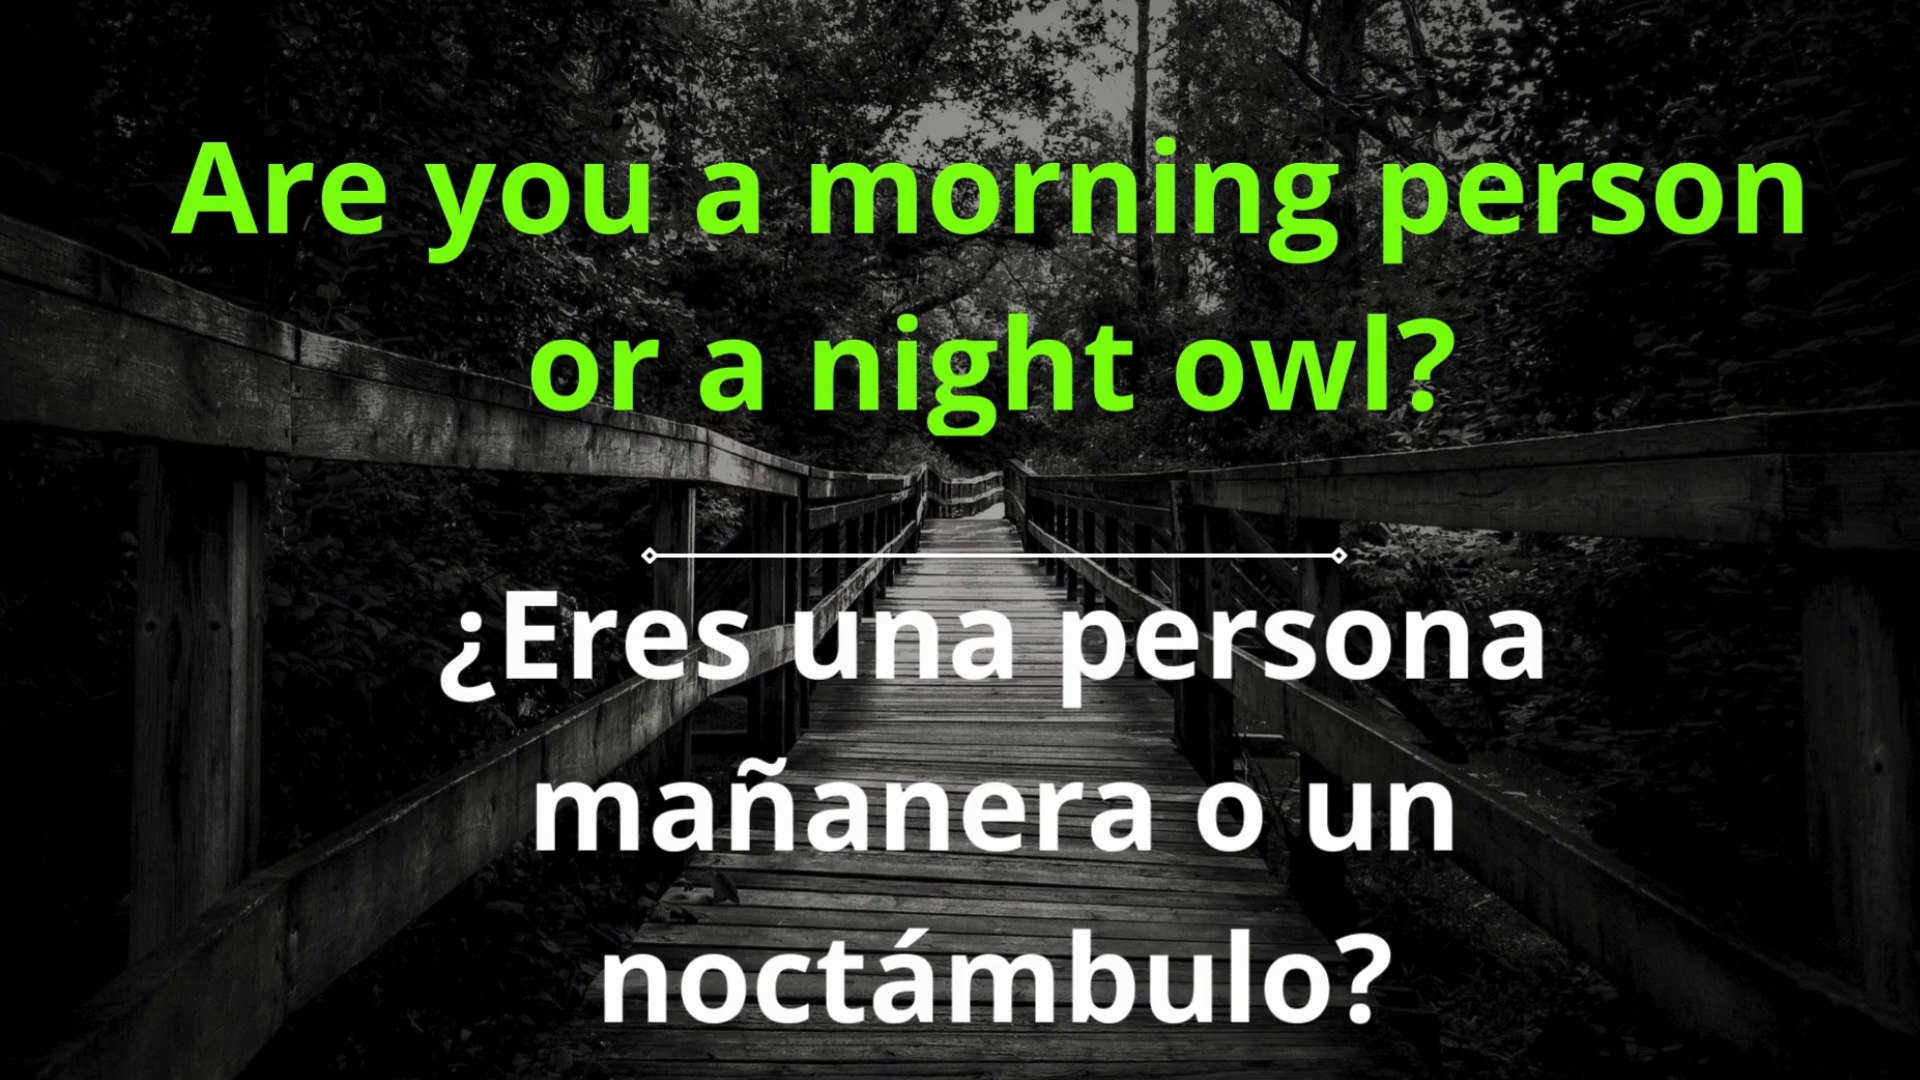 Are you a morning person
or a night owl?
¿Eres una persona
mañanera o un
noctámbulo?